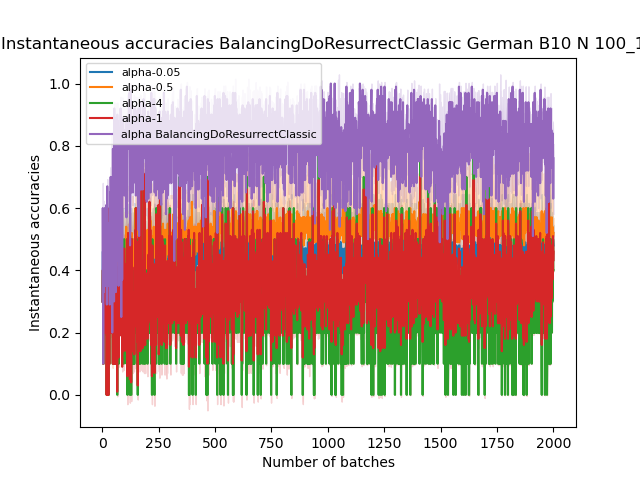 Instantaneous accuracies BalancingDoResurrectClassic German B10 N 100_1
alpha-0.05
alpha-0.5
alpha-4
alpha-1
alpha BalancingDoResurrectClassic
Instantaneous accuracies
1.0
0.8
0.6
0.4
0.2
0.0
0 250 500 750 1000 1250 1500 1750 2000
Number of batches